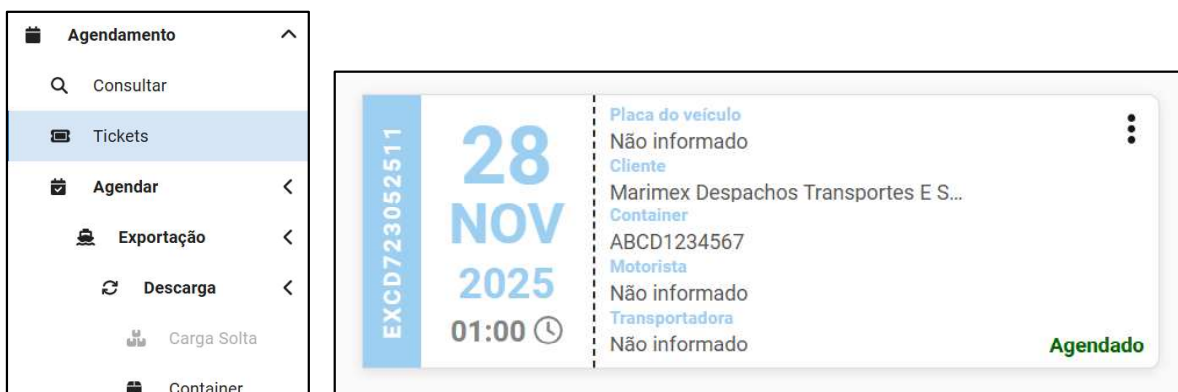 Agendamento
Consultar
Tickets
Agendar
Exportação
Descarga
Carga Solta
Container
EXCD723052511
28
NOV
2025
01:00
Placa do veículo
Não informado
Cliente
Marimex Despachos Transportes E S...
Container
ABCD1234567
Motorista
Não informado
Transportadora
Não informado
Agendado